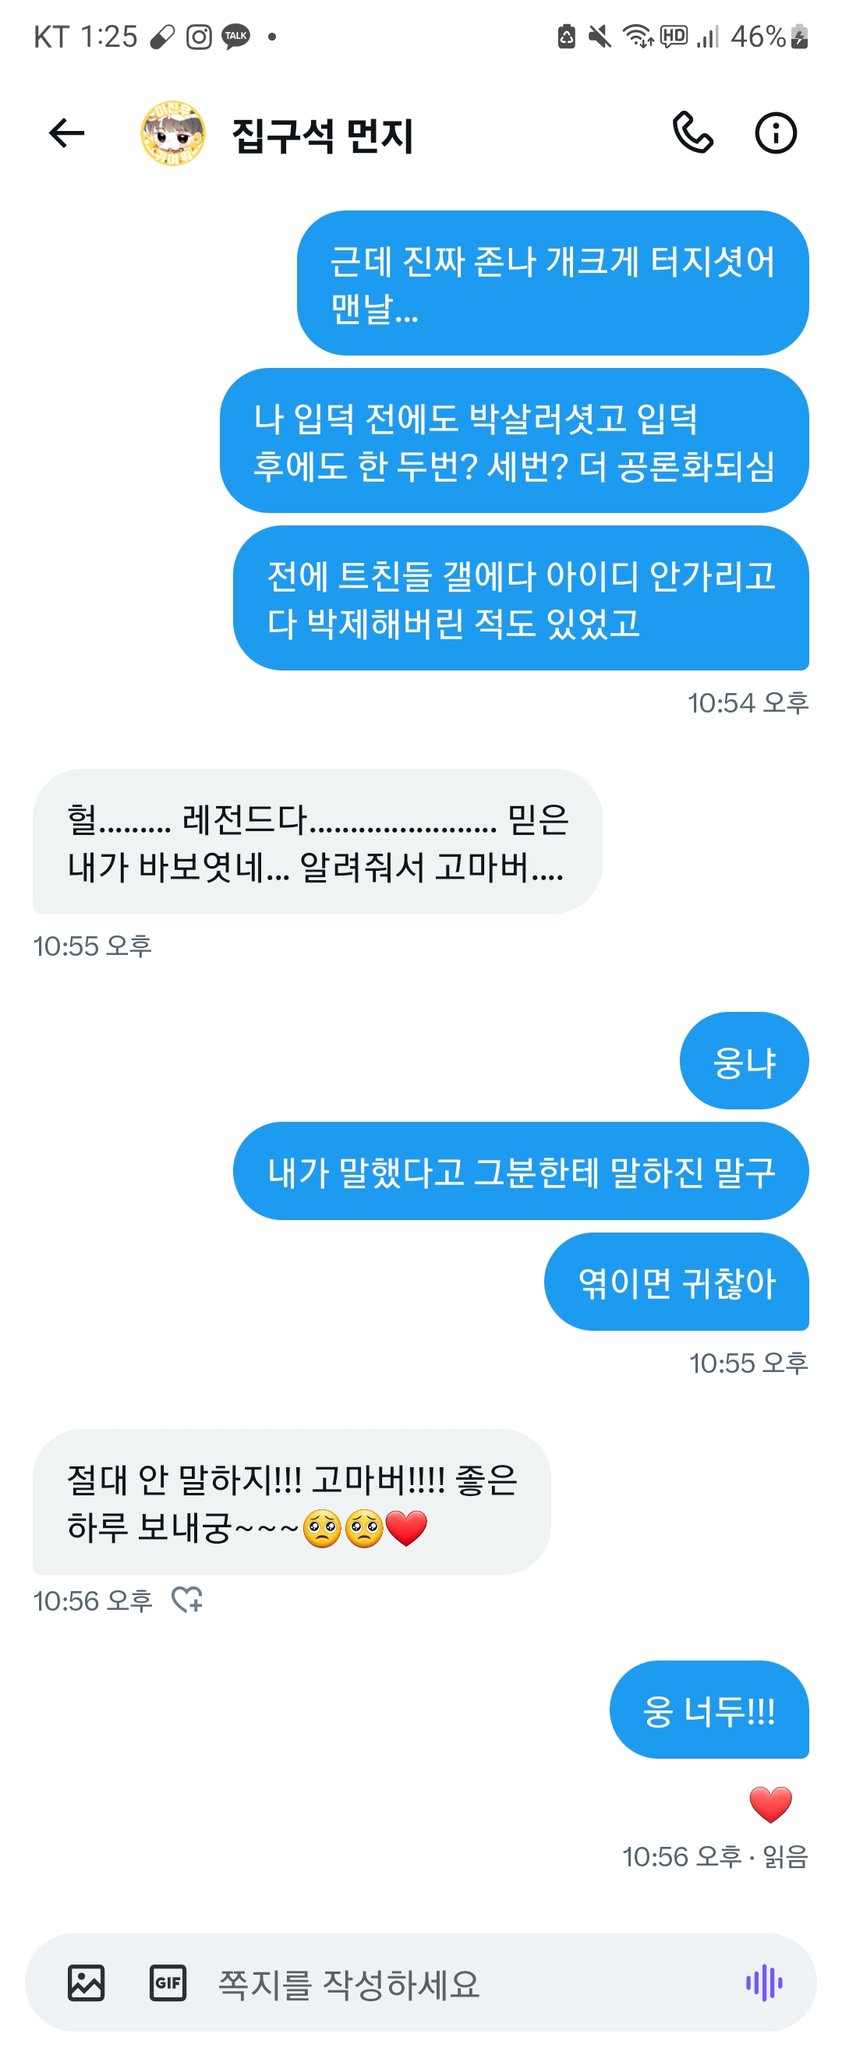 KT 1:25 TALK HD 46%
집구석 먼지
근데 진짜 존나 개크게 터지셧어
맨날...
나 입덕 전에도 박살러셧고 입덕
후에도 한 두번? 세번? 더 공론화되심
전에 트친들 갤에다 아이디 안가리고
다 박제해버린 적도 있었고
10:54 오후
헐......... 레전드다....................... 믿은
내가 바보엿네... 알려줘서 고마버....
10:55 오후
웅냐
내가 말했다고 그분한테 말하진 말구
엮이면 귀찮아
10:55 오후
절대 안 말하지!!! 고마버!!!! 좋은
하루 보내궁~~~🥺🥺❤️
10:56 오후
웅 너두!!!
❤️
10:56 오후 · 읽음
GIF 쪽지를 작성하세요